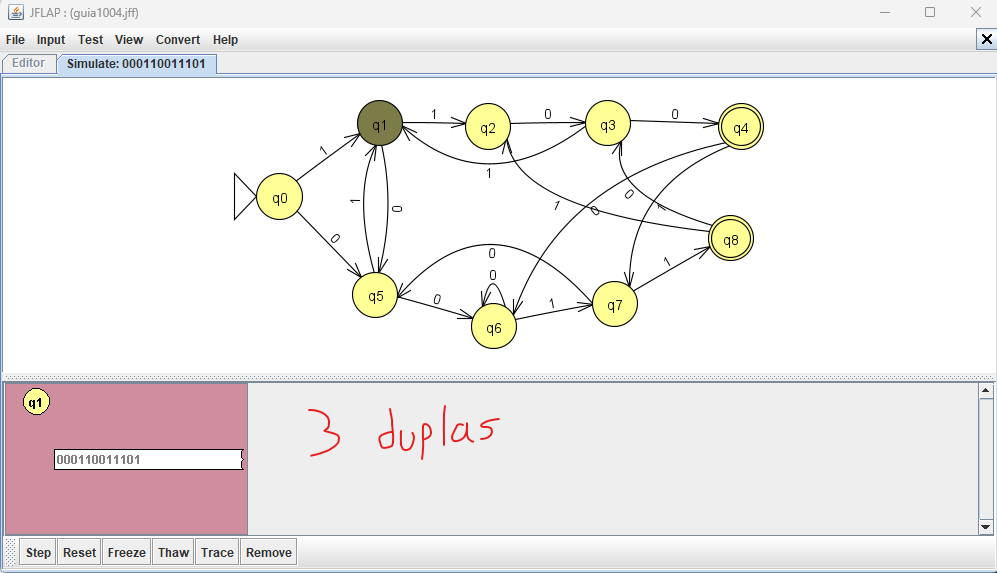 JFLAP : (guia1004.jff)
File Input Test View Convert Help
Editor Simulate: 000110011101
q1 1 q2 0 q3 0 q4
1 1
q0 1 0 1 0 0 1
0 q8
0 1
q5 0 0 1 q7
q6
q1
3 duplas
000110011101
Step Reset Freeze Thaw Trace Remove